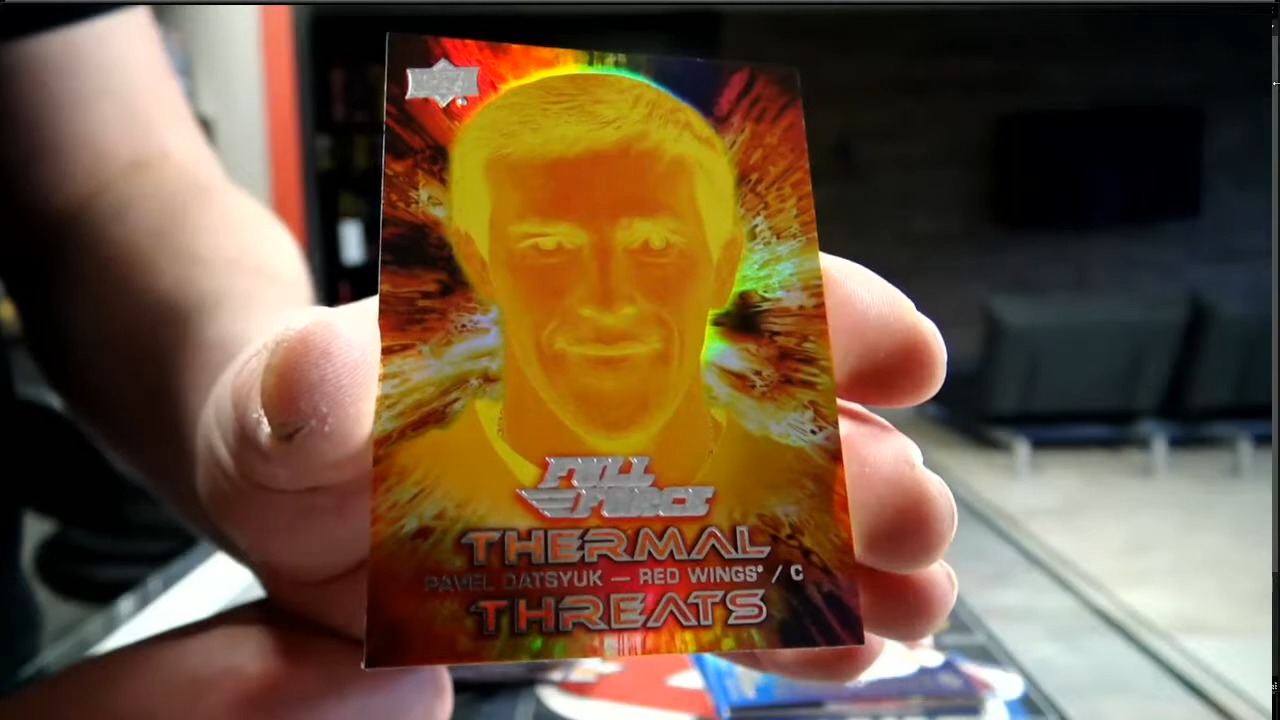 FULL
FORCE
THERMAL
PAVEL DATSYUK — RED WINGS® / C
THREATS